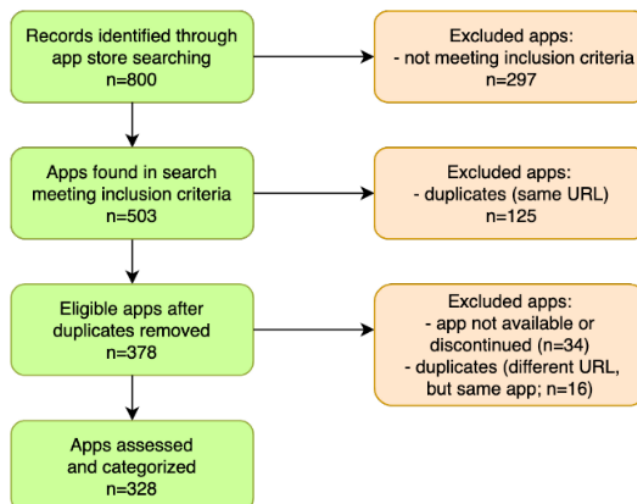 Records identified through
app store searching
n=800
Excluded apps:
- not meeting inclusion criteria
n=297
Apps found in search
meeting inclusion criteria
n=503
Excluded apps:
- duplicates (same URL)
n=125
Eligible apps after
duplicates removed
n=378
Excluded apps:
- app not available or
discontinued (n=34)
- duplicates (different URL,
but same app; n=16)
Apps assessed
and categorized
n=328